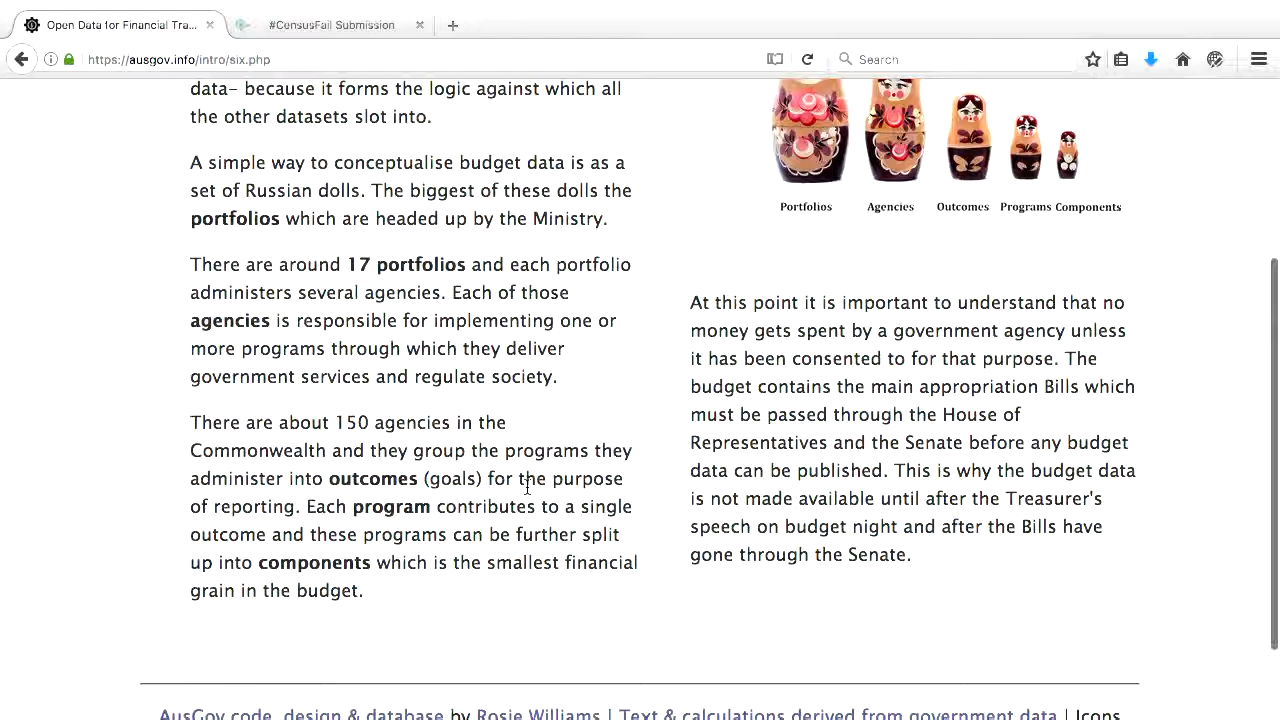 Open Data for Financial Tra...
#CensusFail Submission
https://ausgov.info/intro/six.php
Search
data- because it forms the logic against which all
the other datasets slot into.
A simple way to conceptualise budget data is as a
set of Russian dolls. The biggest of these dolls the
portfolios which are headed up by the Ministry.
There are around 17 portfolios and each portfolio
administers several agencies. Each of those
agencies is responsible for implementing one or
more programs through which they deliver
government services and regulate society.
There are about 150 agencies in the
Commonwealth and they group the programs they
administer into outcomes (goals) for the purpose
of reporting. Each program contributes to a single
outcome and these programs can be further split
up into components which is the smallest financial
grain in the budget.
Portfolios Agencies Outcomes Programs Components
At this point it is important to understand that no
money gets spent by a government agency unless
it has been consented to for that purpose. The
budget contains the main appropriation Bills which
must be passed through the House of
Representatives and the Senate before any budget
data can be published. This is why the budget data
is not made available until after the Treasurer's
speech on budget night and after the Bills have
gone through the Senate.
AusGov code, design & database by Rosie Williams | Text & calculations derived from government data | Icons